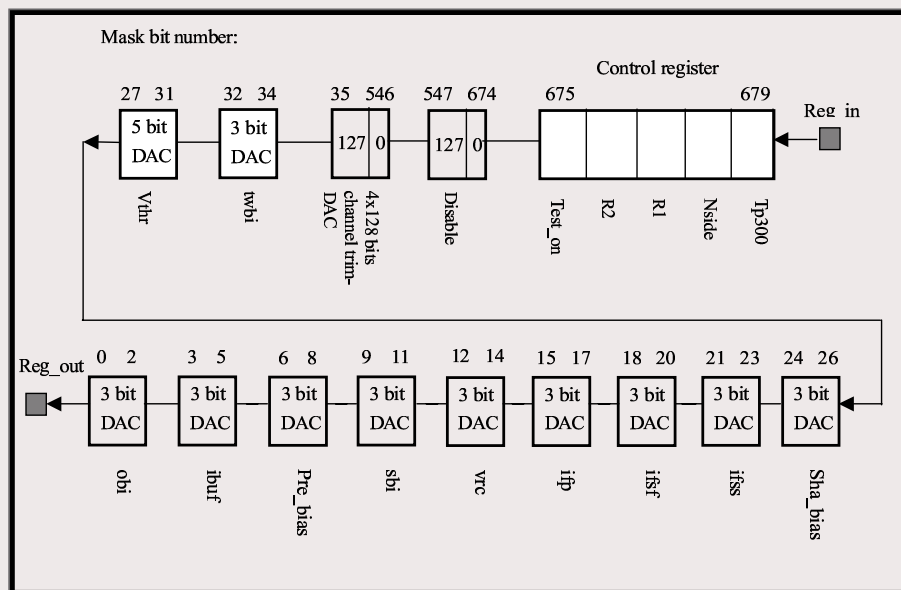 Mask bit number:
Control register
27 31 32 34 35 546 547 674 675 679
Reg_in
5 bit
DAC
3 bit
DAC
127 0
127 0
Vthr
twbi
4x128 bits
channel trim-
DAC
Disable
Test_on
R2
R1
Nside
Tp300
Reg_out
0 2 3 5 6 8 9 11 12 14 15 17 18 20 21 23 24 26
3 bit
DAC
3 bit
DAC
3 bit
DAC
3 bit
DAC
3 bit
DAC
3 bit
DAC
3 bit
DAC
3 bit
DAC
3 bit
DAC
obi
ibuf
Pre_bias
sbi
vrc
ifp
ifsf
ifss
Sha_bias